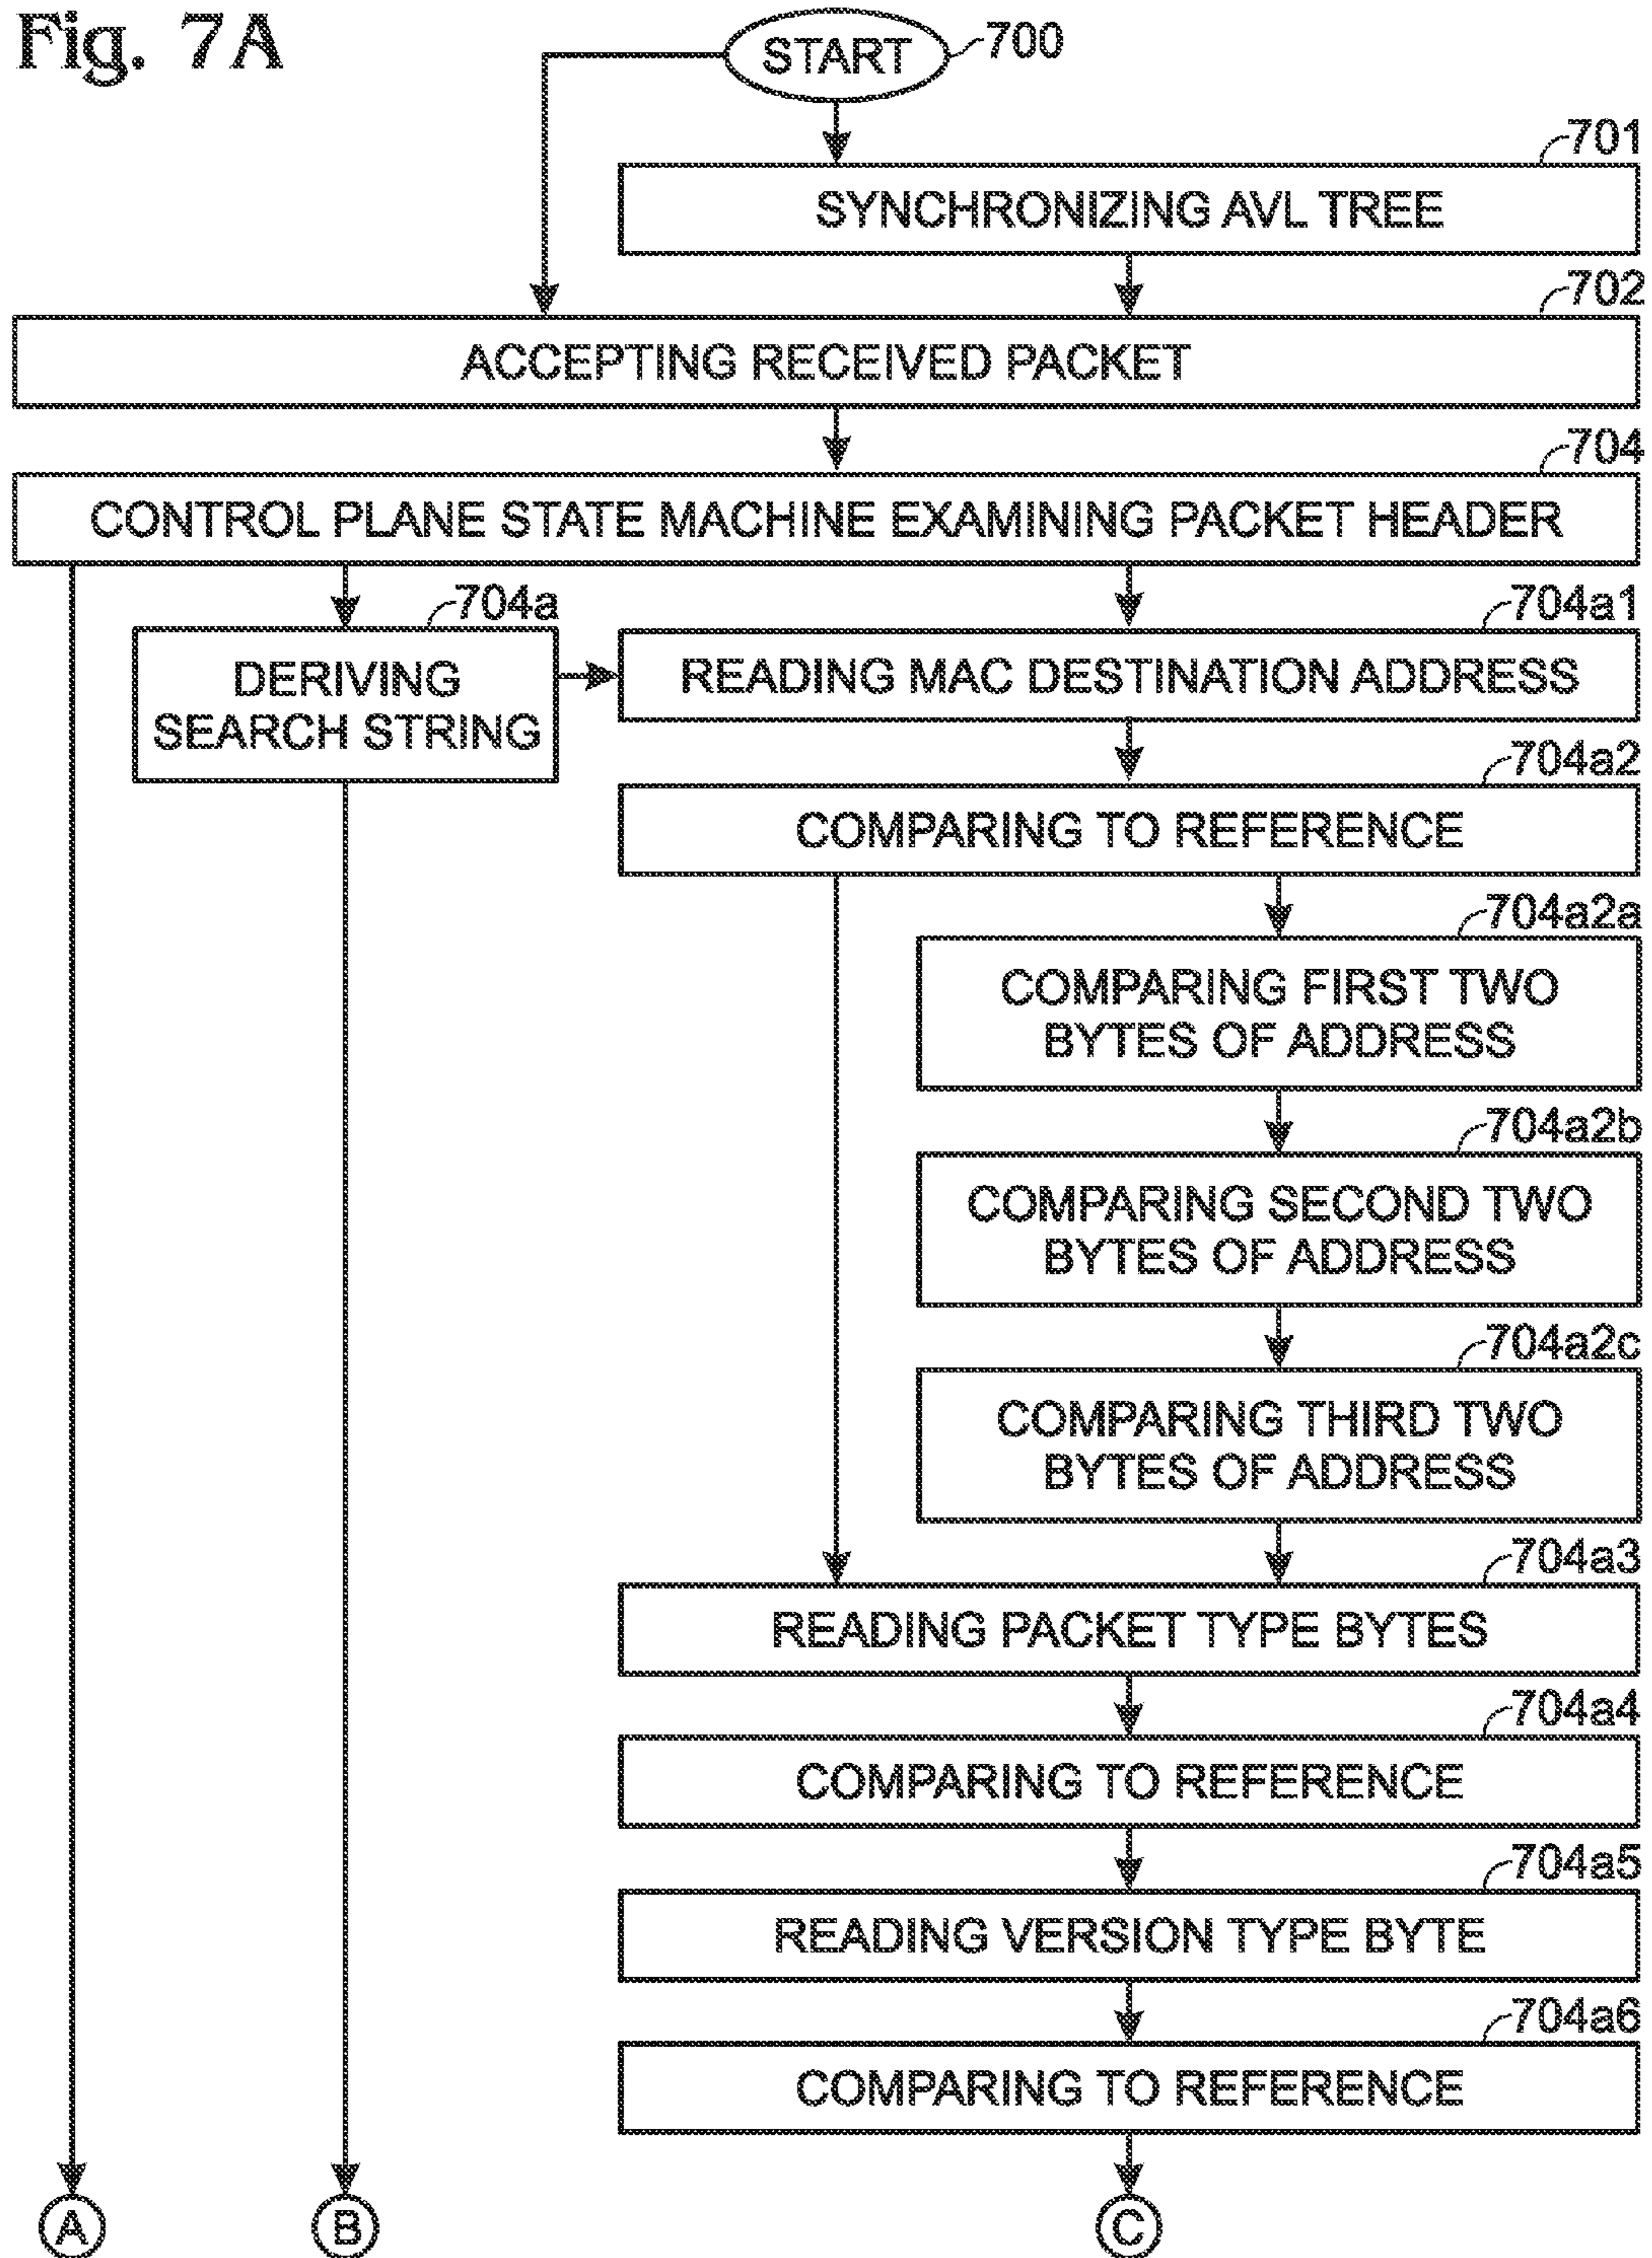 Fig. 7A
START
700
701
SYNCHRONIZING AVL TREE
702
ACCEPTING RECEIVED PACKET
704
CONTROL PLANE STATE MACHINE EXAMINING PACKET HEADER
704a
DERIVING
SEARCH STRING
704a1
READING MAC DESTINATION ADDRESS
704a2
COMPARING TO REFERENCE
704a2a
COMPARING FIRST TWO
BYTES OF ADDRESS
704a2b
COMPARING SECOND TWO
BYTES OF ADDRESS
704a2c
COMPARING THIRD TWO
BYTES OF ADDRESS
704a3
READING PACKET TYPE BYTES
704a4
COMPARING TO REFERENCE
704a5
READING VERSION TYPE BYTE
704a6
COMPARING TO REFERENCE
A
B
C